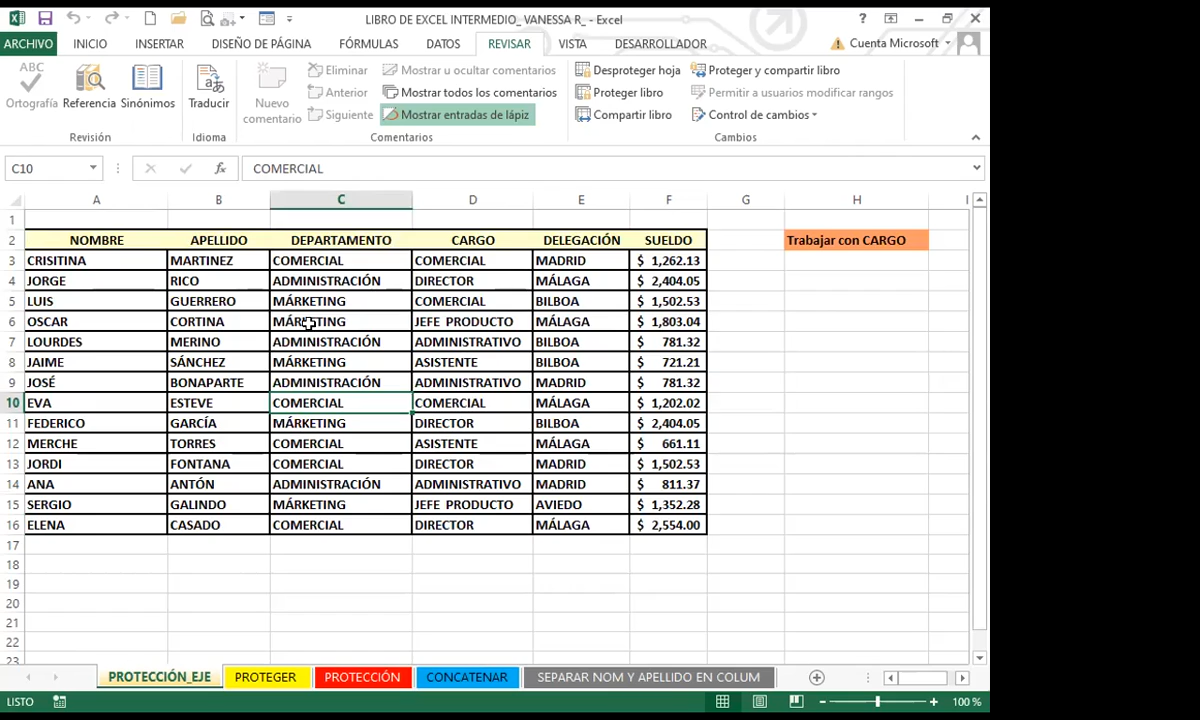 LIBRO DE EXCEL INTERMEDIO_ VANESSA R_ - Excel
ARCHIVO INICIO INSERTAR DISEÑO DE PÁGINA FÓRMULAS DATOS REVISAR VISTA DESARROLLADOR Cuenta Microsoft
ABC
Ortografía Referencia Sinónimos
Revisión
Traducir
Idioma
Nuevo
comentario
Eliminar
Anterior
Siguiente
Mostrar u ocultar comentarios
Mostrar todos los comentarios
Mostrar entradas de lápiz
Comentarios
Desproteger hoja
Proteger libro
Compartir libro
Proteger y compartir libro
Permitir a usuarios modificar rangos
Control de cambios
Cambios
C10 fx COMERCIAL
A B C D E F G H I
1
2 NOMBRE APELLIDO DEPARTAMENTO CARGO DELEGACIÓN SUELDO Trabajar con CARGO
3 CRISITINA MARTINEZ COMERCIAL COMERCIAL MADRID $ 1,262.13
4 JORGE RICO ADMINISTRACIÓN DIRECTOR MÁLAGA $ 2,404.05
5 LUIS GUERRERO MÁRKETING COMERCIAL BILBOA $ 1,502.53
6 OSCAR CORTINA MÁRKETING JEFE PRODUCTO MÁLAGA $ 1,803.04
7 LOURDES MERINO ADMINISTRACIÓN ADMINISTRATIVO BILBOA $ 781.32
8 JAIME SÁNCHEZ MÁRKETING ASISTENTE BILBOA $ 721.21
9 JOSÉ BONAPARTE ADMINISTRACIÓN ADMINISTRATIVO MADRID $ 781.32
10 EVA ESTEVE COMERCIAL COMERCIAL MÁLAGA $ 1,202.02
11 FEDERICO GARCÍA MÁRKETING DIRECTOR BILBOA $ 2,404.05
12 MERCHE TORRES COMERCIAL ASISTENTE MÁLAGA $ 661.11
13 JORDI FONTANA COMERCIAL DIRECTOR MADRID $ 1,502.53
14 ANA ANTÓN ADMINISTRACIÓN ADMINISTRATIVO MADRID $ 811.37
15 SERGIO GALINDO MÁRKETING JEFE PRODUCTO AVIEDO $ 1,352.28
16 ELENA CASADO COMERCIAL DIRECTOR MÁLAGA $ 2,554.00
17
18
19
20
21
22
23
PROTECCIÓN_EJE PROTEGER PROTECCIÓN CONCATENAR SEPARAR NOM Y APELLIDO EN COLUM
LISTO 100 %